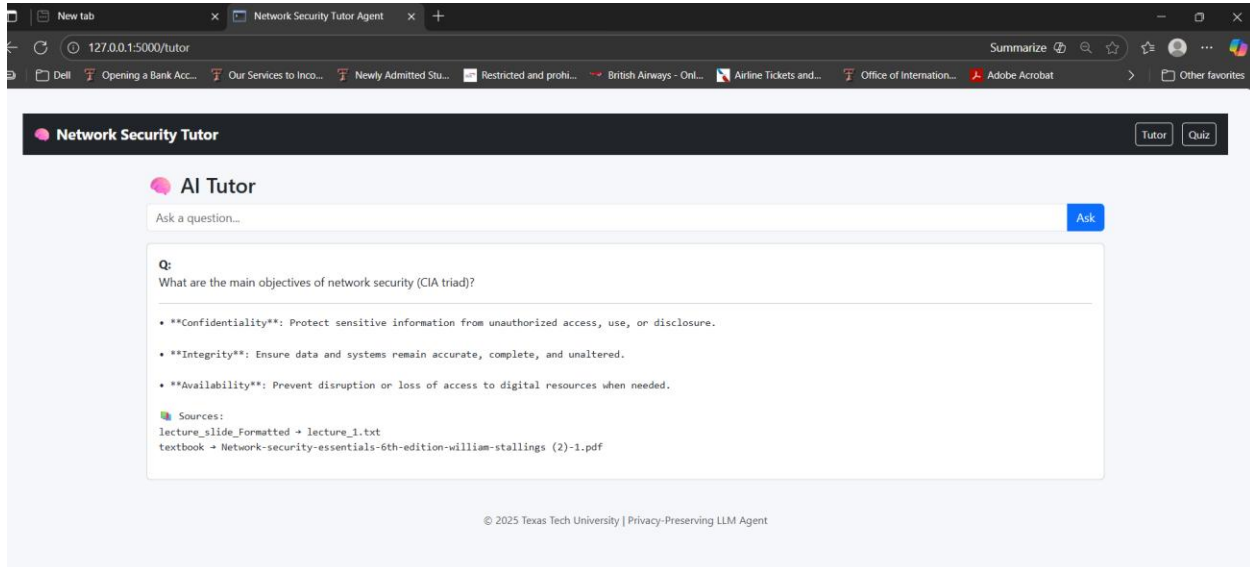 New tab
Network Security Tutor Agent
127.0.0.1:5000/tutor
Summarize
Dell
Opening a Bank Acc...
Our Services to Inco...
Newly Admitted Stu...
Restricted and prohi...
British Airways - Onl...
Airline Tickets and...
Office of Internation...
Adobe Acrobat
Other favorites
Network Security Tutor
Tutor
Quiz
AI Tutor
Ask a question...
Ask
Q:
What are the main objectives of network security (CIA triad)?
• **Confidentiality**: Protect sensitive information from unauthorized access, use, or disclosure.
• **Integrity**: Ensure data and systems remain accurate, complete, and unaltered.
• **Availability**: Prevent disruption or loss of access to digital resources when needed.
Sources:
lecture_slide_Formatted → lecture_1.txt
textbook → Network-security-essentials-6th-edition-william-stallings (2)-1.pdf
© 2025 Texas Tech University | Privacy-Preserving LLM Agent